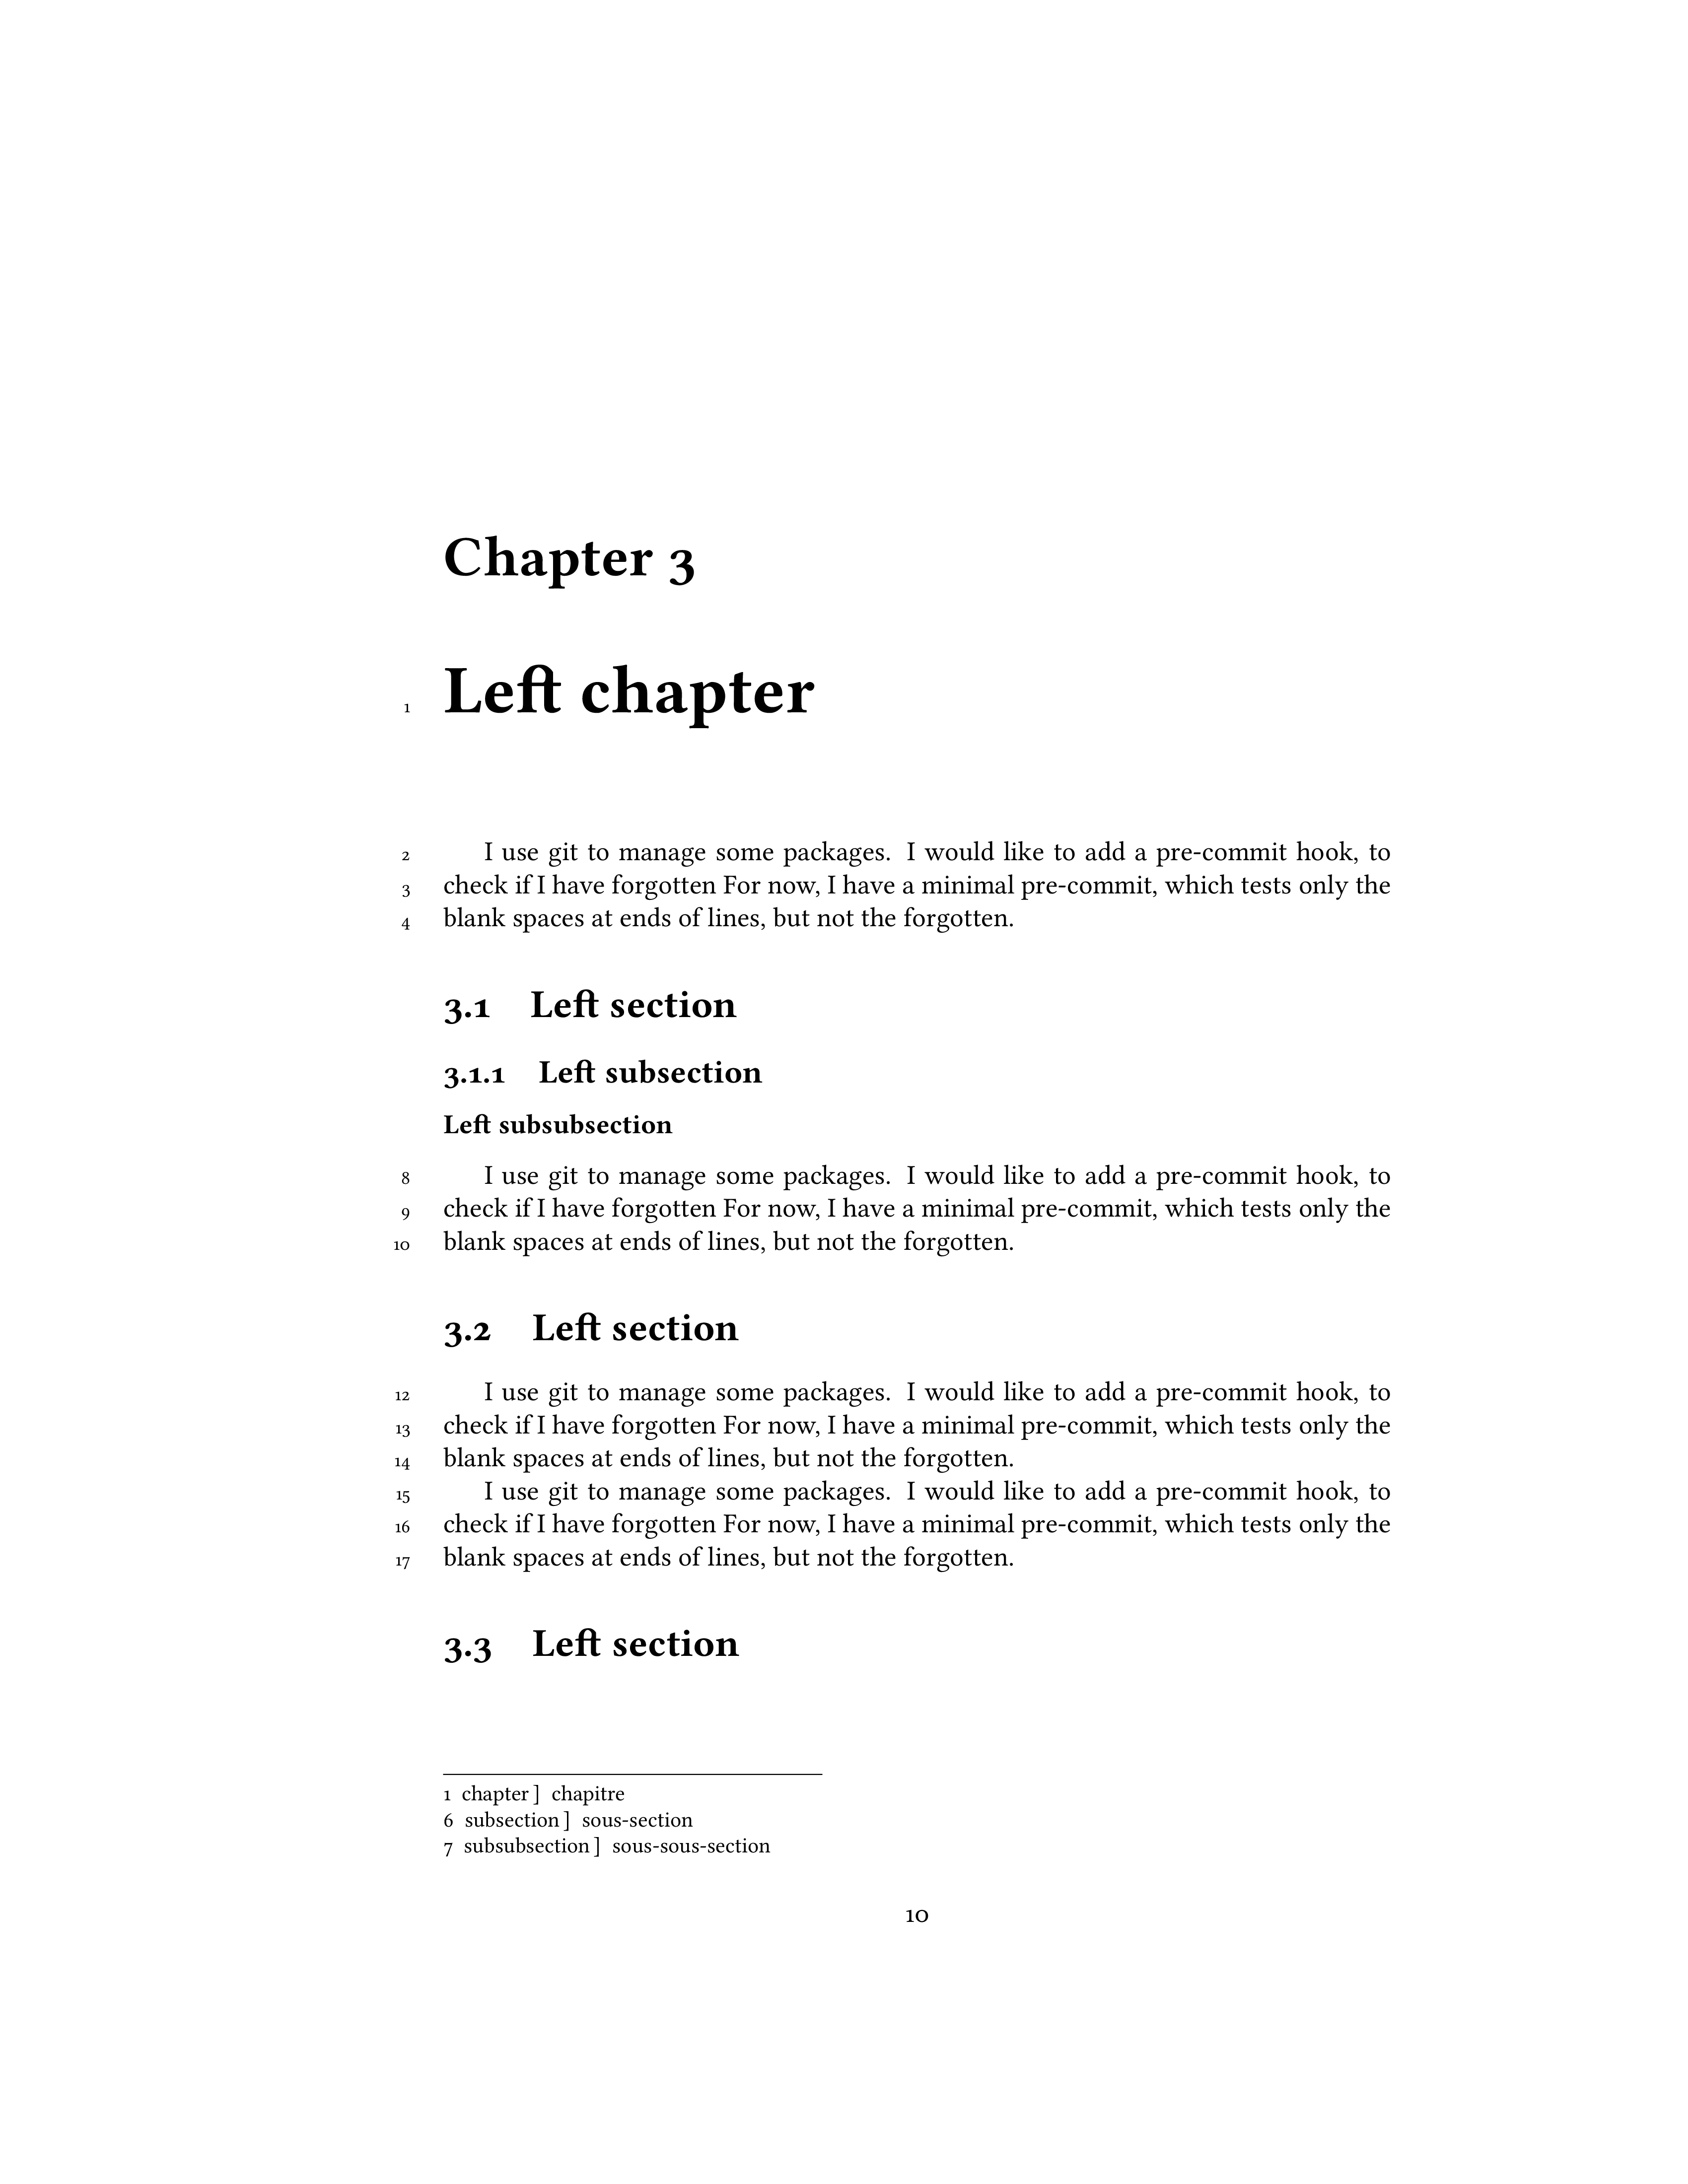 Chapter 3
1 Left chapter
2 I use git to manage some packages. I would like to add a pre-commit hook, to
3 check if I have forgotten For now, I have a minimal pre-commit, which tests only the
4 blank spaces at ends of lines, but not the forgotten.
3.1 Left section
3.1.1 Left subsection
Left subsubsection
8 I use git to manage some packages. I would like to add a pre-commit hook, to
9 check if I have forgotten For now, I have a minimal pre-commit, which tests only the
10 blank spaces at ends of lines, but not the forgotten.
3.2 Left section
12 I use git to manage some packages. I would like to add a pre-commit hook, to
13 check if I have forgotten For now, I have a minimal pre-commit, which tests only the
14 blank spaces at ends of lines, but not the forgotten.
15 I use git to manage some packages. I would like to add a pre-commit hook, to
16 check if I have forgotten For now, I have a minimal pre-commit, which tests only the
17 blank spaces at ends of lines, but not the forgotten.
3.3 Left section
1 chapter ] chapitre
6 subsection ] sous-section
7 subsubsection ] sous-sous-section
10